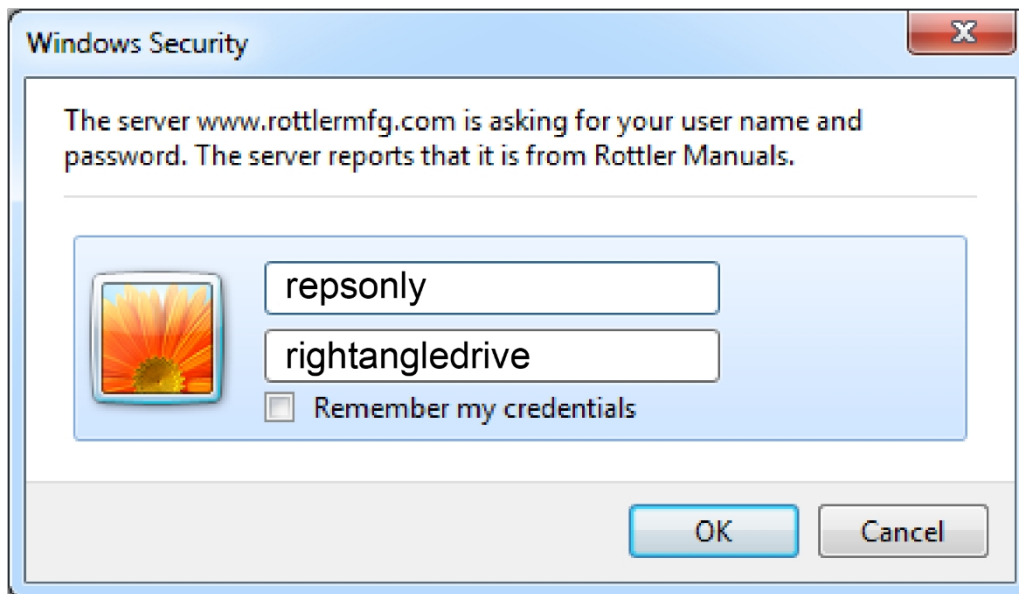 Windows Security
The server www.rottlermfg.com is asking for your user name and
password. The server reports that it is from Rottler Manuals.
repsonly
rightangledrive
Remember my credentials
OK
Cancel